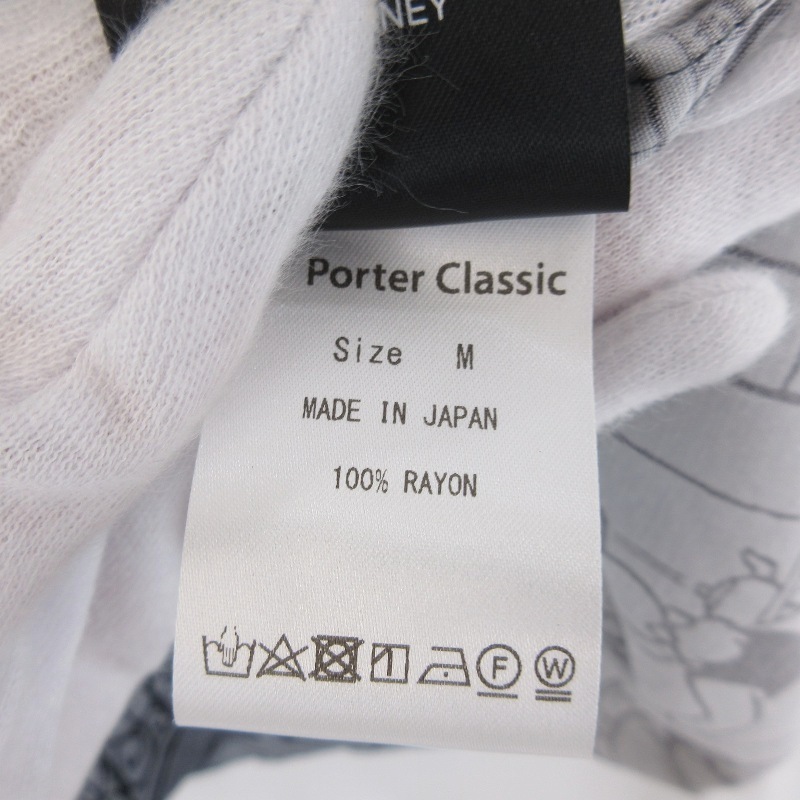 NEY
Porter Classic
Size M
MADE IN JAPAN
100% RAYON
F W